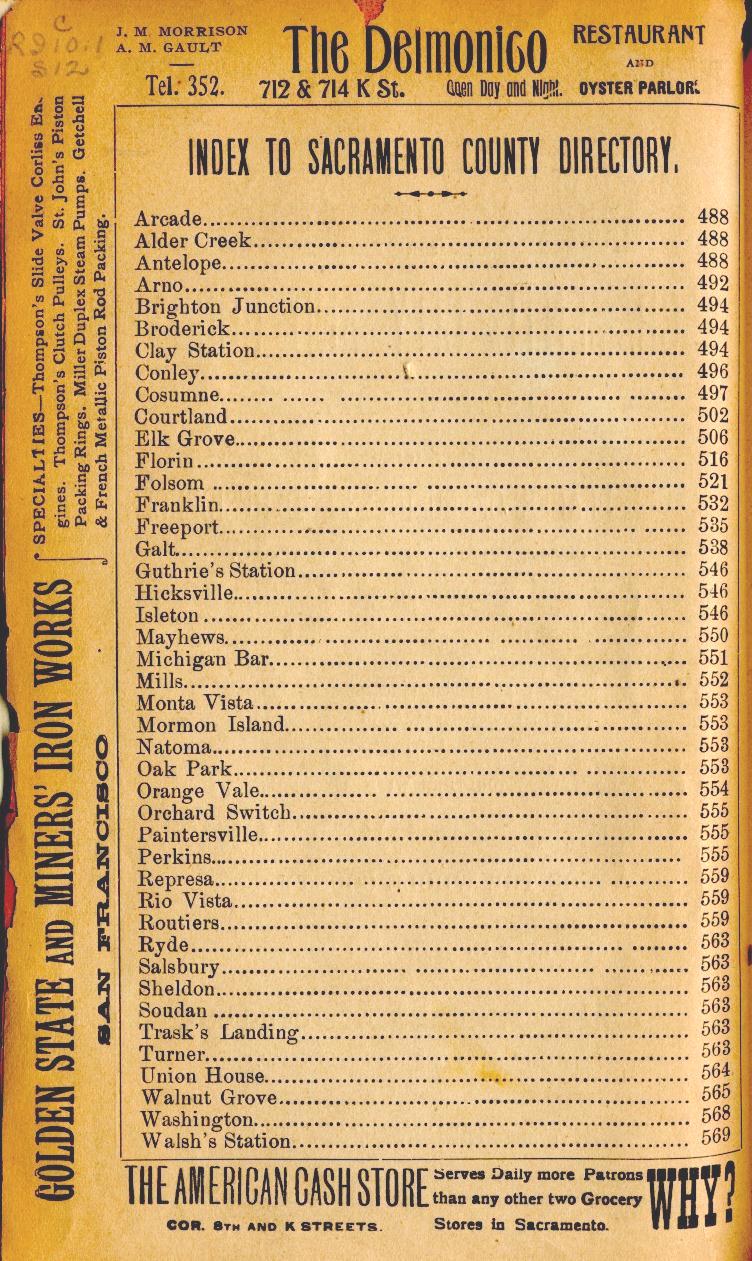 C
R910.1
S12
J. M. MORRISON
A. M. GAULT
Tel. 352.
The Delmonico
712 & 714 K St. Open Day and Night.
RESTAURANT
AND
OYSTER PARLOR.
SPECIALTIES—Thompson's Slide Valve Corliss En-
gines. Thompson's Clutch Pulleys. St. John's Piston
Packing Rings. Miller Duplex Steam Pumps. Getchell
& French Metallic Piston Rod Packing.
GOLDEN STATE AND MINERS' IRON WORKS
SAN FRANCISCO
INDEX TO SACRAMENTO COUNTY DIRECTORY.
Arcade 488
Alder Creek 488
Antelope 488
Arno 492
Brighton Junction 494
Broderick 494
Clay Station 494
Conley 496
Cosumne 497
Courtland 502
Elk Grove 506
Florin 516
Folsom 521
Franklin 532
Freeport 535
Galt 538
Guthrie's Station 546
Hicksville 546
Isleton 546
Mayhews 550
Michigan Bar 551
Mills 552
Monta Vista 553
Mormon Island 553
Natoma 553
Oak Park 553
Orange Vale 554
Orchard Switch 555
Paintersville 555
Perkins 555
Represa 559
Rio Vista 559
Routiers 559
Ryde 563
Salsbury 563
Sheldon 563
Soudan 563
Trask's Landing 563
Turner 563
Union House 564
Walnut Grove 565
Washington 568
Walsh's Station 569
THE AMERICAN CASH STORE
COR. 8TH AND K STREETS.
Serves Daily more Patrons
than any other two Grocery
Stores in Sacramento.
WHY?